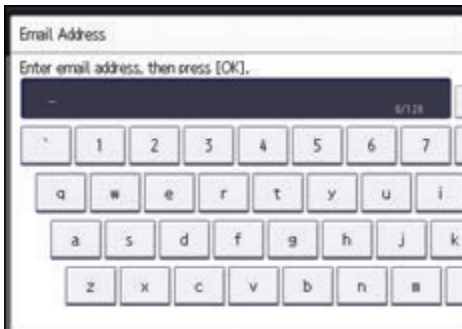 Email Address
Enter email address, then press [OK].
_
0/128
` 1 2 3 4 5 6 7
q w e r t y u i
a s d f g h j k
z x c v b n m